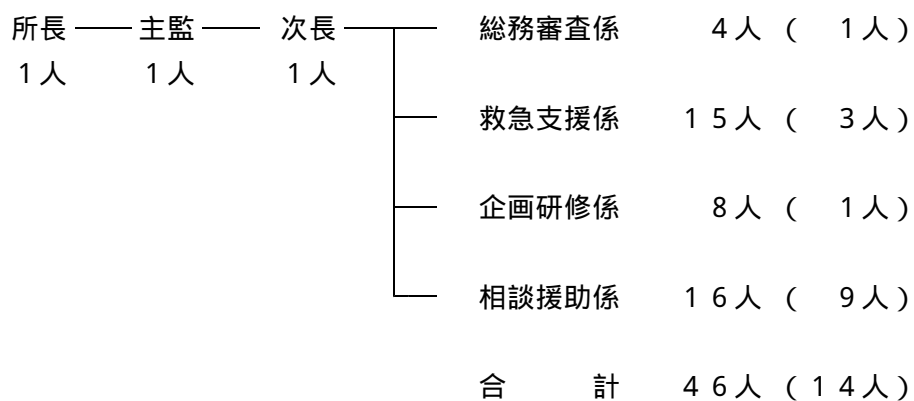 所長 主監 次長 総務審査係 4人 ( 1人)
1人 1人 1人
救急支援係 15人 ( 3人)
企画研修係 8人 ( 1人)
相談援助係 16人 ( 9人)
合計 46人 (14人)